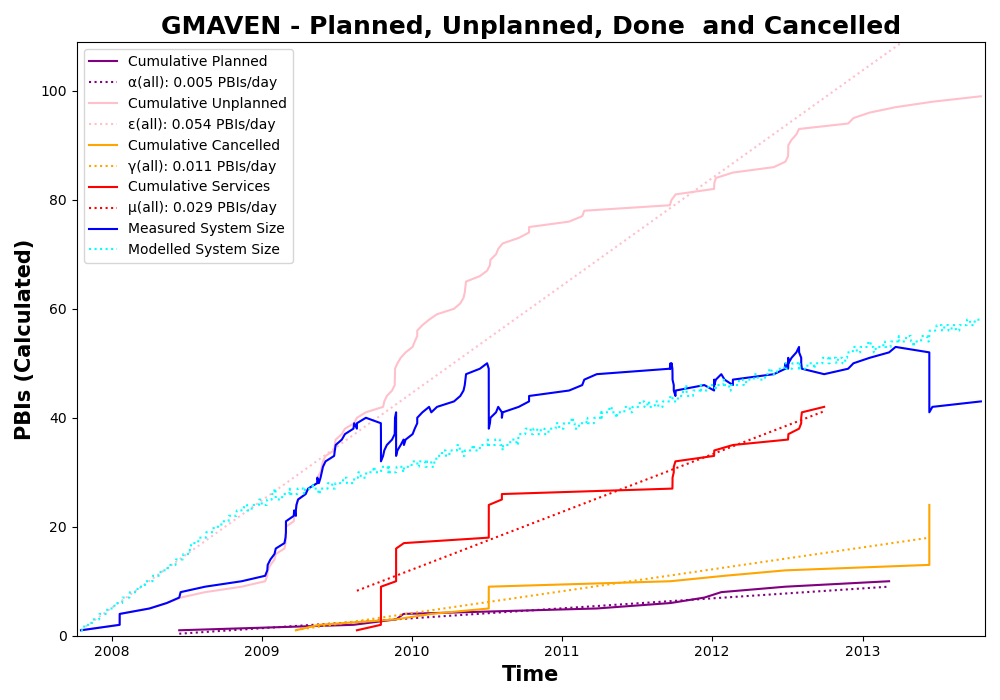 GMAVEN - Planned, Unplanned, Done  and Cancelled
Cumulative Planned
α(all): 0.005 PBIs/day
Cumulative Unplanned
ε(all): 0.054 PBIs/day
Cumulative Cancelled
γ(all): 0.011 PBIs/day
Cumulative Services
μ(all): 0.029 PBIs/day
Measured System Size
Modelled System Size
PBIs (Calculated)
100
80
60
40
20
0
2008
2009
2010
2011
2012
2013
Time